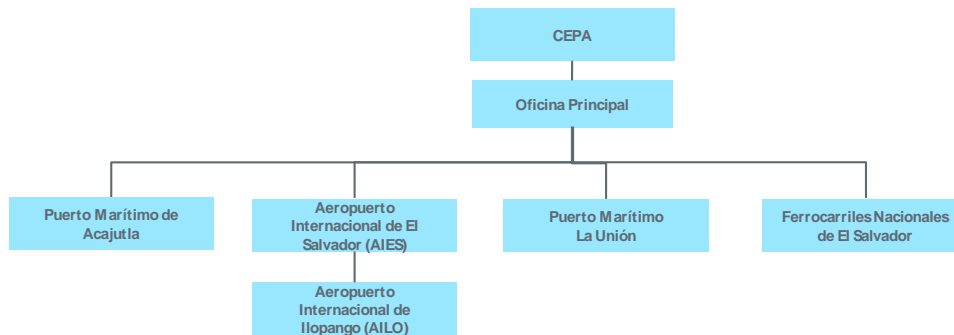 CEPA
Oficina Principal
Puerto Marítimo de
Acajutla
Aeropuerto
Internacional de El
Salvador (AIES)
Puerto Marítimo
La Unión
Ferrocarriles Nacionales
de El Salvador
Aeropuerto
Internacional de
Ilopango (AILO)